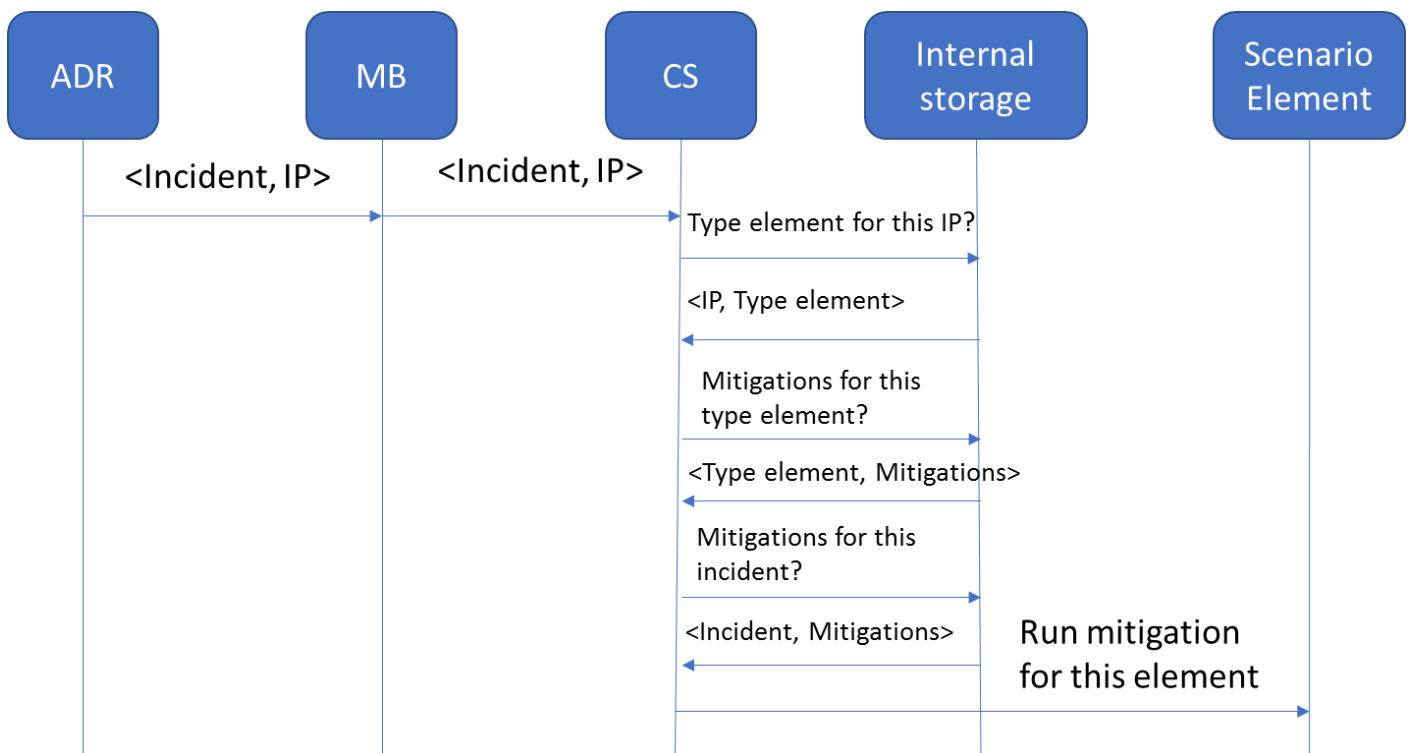 ADR
MB
CS
Internal
storage
Scenario
Element
<Incident, IP>
<Incident, IP>
Type element for this IP?
<IP, Type element>
Mitigations for this
type element?
<Type element, Mitigations>
Mitigations for this
incident?
<Incident, Mitigations>
Run mitigation
for this element